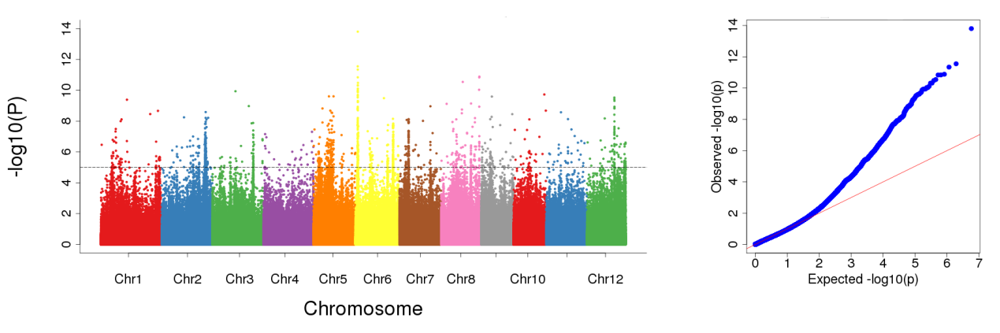 -log10(P)
14
12
10
8
6
4
2
0
Chr1 Chr2 Chr3 Chr4 Chr5 Chr6 Chr7 Chr8 Chr10 Chr12
Chromosome
Observed -log10(p)
14
12
10
8
6
4
2
0
0 1 2 3 4 5 6 7
Expected -log10(p)